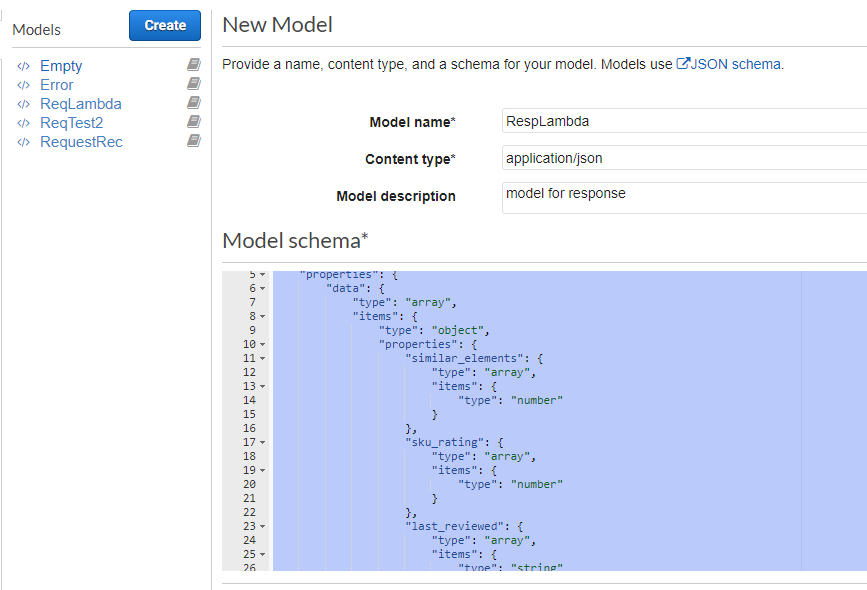 Models
Create
</> Empty
</> Error
</> ReqLambda
</> ReqTest2
</> RequestRec
New Model
Provide a name, content type, and a schema for your model. Models use JSON schema.
Model name* RespLambda
Content type* application/json
Model description model for response
Model schema*
5 "properties": {
6 "data": {
7 "type": "array",
8 "items": {
9 "type": "object",
10 "properties": {
11 "similar_elements": {
12 "type": "array",
13 "items": {
14 "type": "number"
15 }
16 },
17 "sku_rating": {
18 "type": "array",
19 "items": {
20 "type": "number"
21 }
22 },
23 "last_reviewed": {
24 "type": "array",
25 "items": {
26 "type": "string"